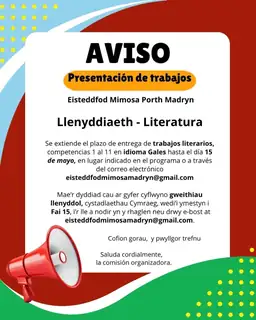 AVISO
Presentación de trabajos
Eisteddfod Mimosa Porth Madryn
Llenyddiaeth - Literatura
Se extiende el plazo de entrega de trabajos literarios,
competencias 1 al 11 en idioma Gales hasta el día 15
de mayo, en lugar indicado en el programa o a través
del correo electrónico
eisteddfodmimosamadryn@gmail.com
Mae'r dyddiad cau ar gyfer cyflwyno gweithiau
llenyddol, cystadlaethau Cymraeg, wedi'i ymestyn i
Fai 15, i'r lle a nodir yn y rhaglen neu drwy e-bost at
eisteddfodmimosamadryn@gmail.com.
Cofion gorau, y pwyllgor trefnu
Saluda cordialmente,
la comisión organizadora.